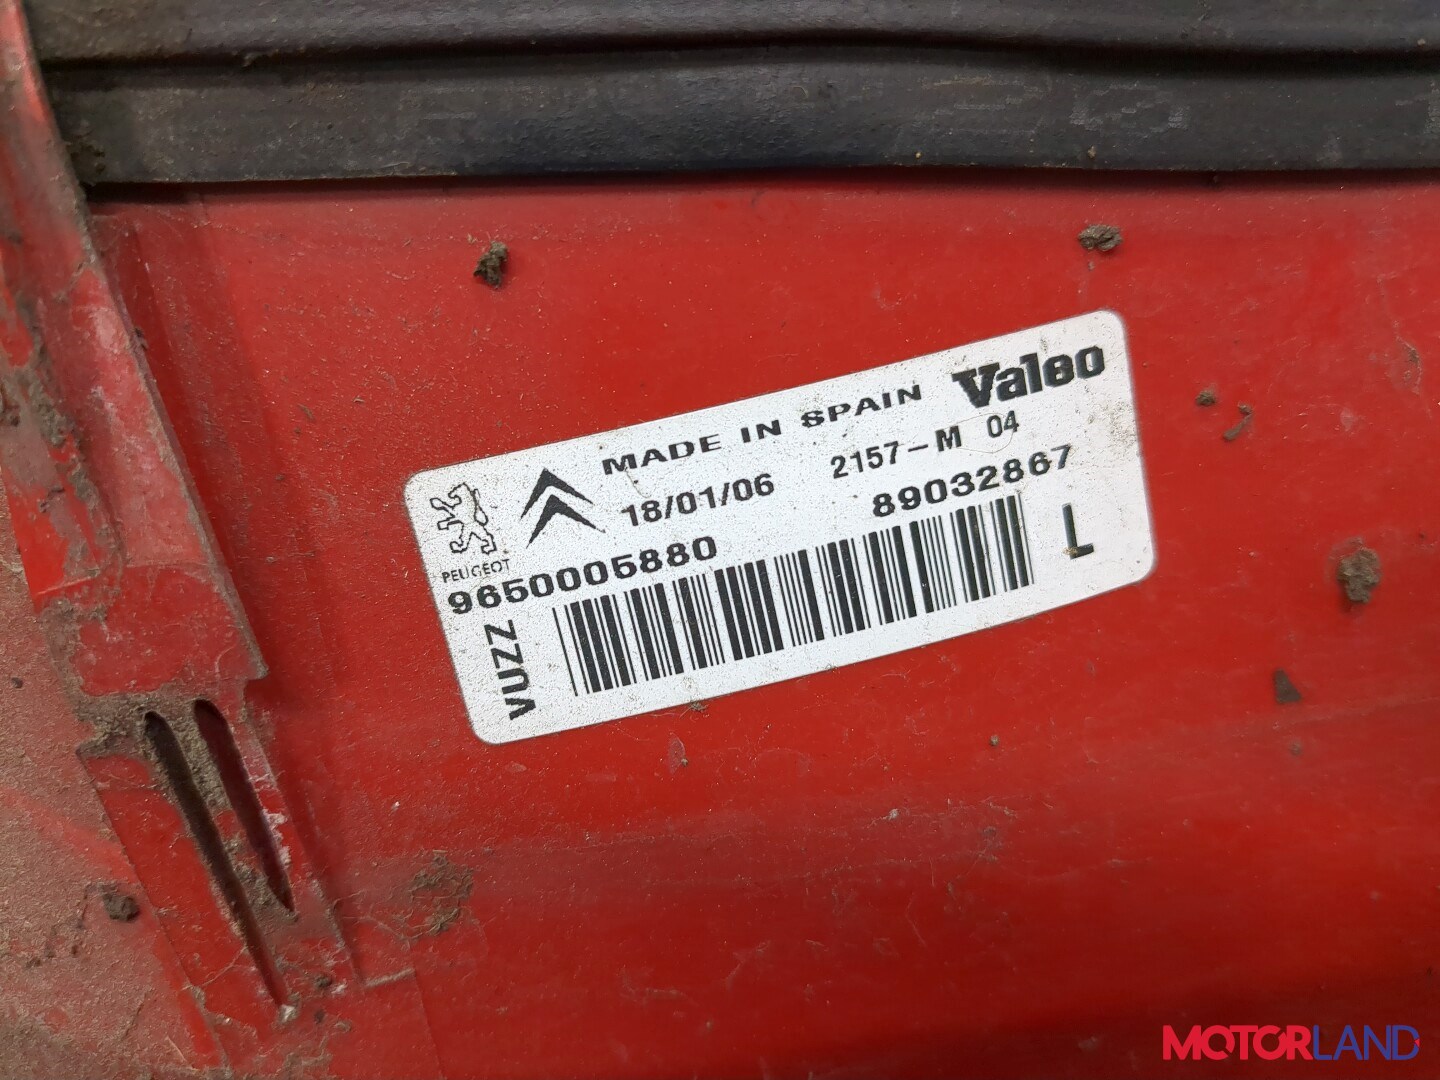 MADE IN SPAIN Valeo
18/01/06 2157-M 04
PEUGEOT
9650005880 89032867
VUZZ
L
MOTORLAND